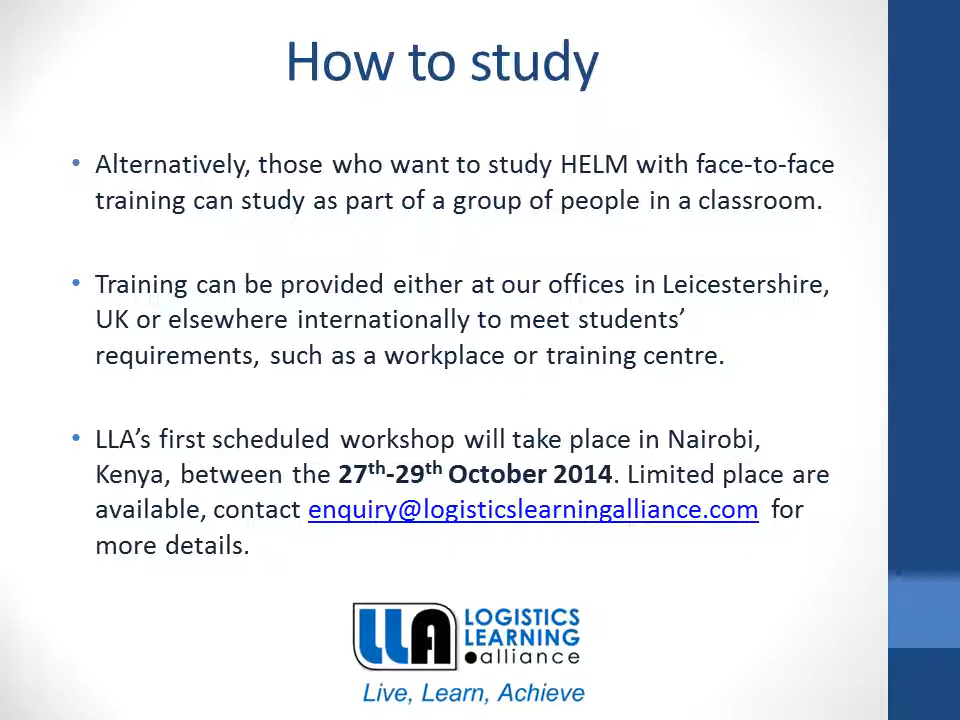 How to study
• Alternatively, those who want to study HELM with face-to-face
training can study as part of a group of people in a classroom.
• Training can be provided either at our offices in Leicestershire,
UK or elsewhere internationally to meet students’
requirements, such as a workplace or training centre.
• LLA’s first scheduled workshop will take place in Nairobi,
Kenya, between the 27th-29th October 2014. Limited place are
available, contact enquiry@logisticslearningalliance.com for
more details.
LLA LOGISTICS
LEARNING
•alliance
Live, Learn, Achieve